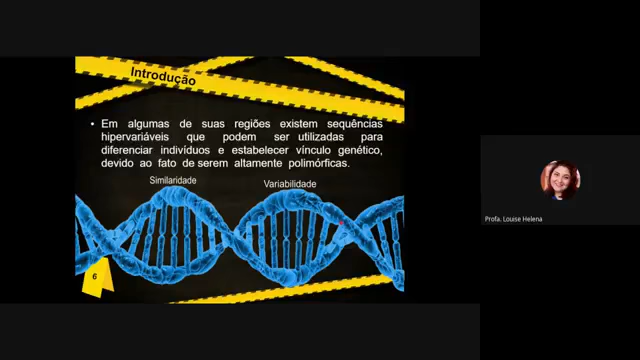 Introdução
• Em algumas de suas regiões existem sequências
hipervariáveis que podem ser utilizadas para
diferenciar indivíduos e estabelecer vínculo genético,
devido ao fato de serem altamente polimórficas.
Similaridade
Variabilidade
6
Profa. Louise Helena